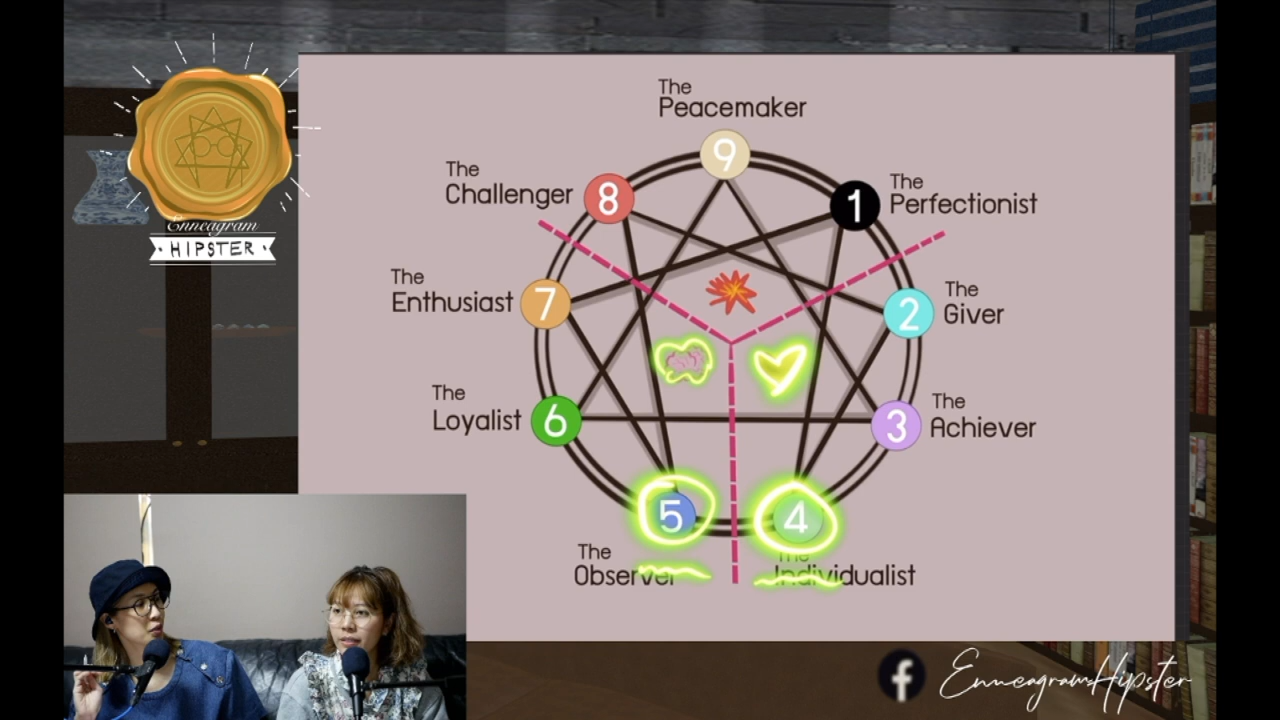 The
Peacemaker
9
The
Challenger
8
1
The
Perfectionist
The
Enthusiast
7
2
The
Giver
The
Loyalist
6
3
The
Achiever
5
4
The
Observer
The
Individualist
Enneagram
HIPSTER
f
EnneagramHipster